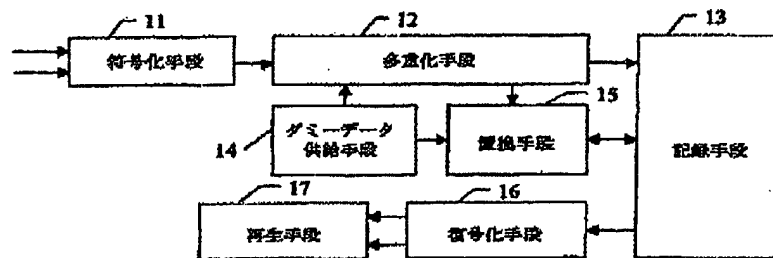 11
12
13
符号化手段
多重化手段
14
ダミーデータ
供給手段
15
置換手段
記録手段
17
再生手段
16
復号化手段